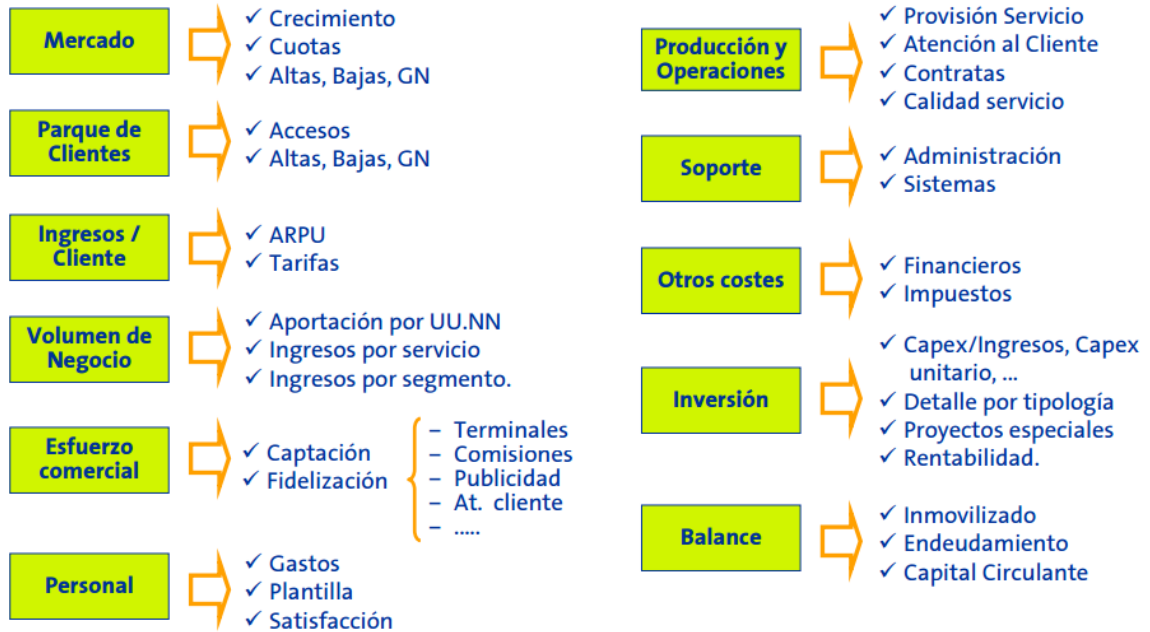 Mercado
✓ Crecimiento
✓ Cuotas
✓ Altas, Bajas, GN
Parque de
Clientes
✓ Accesos
✓ Altas, Bajas, GN
Ingresos /
Cliente
✓ ARPU
✓ Tarifas
Volumen de
Negocio
✓ Aportación por UU.NN
✓ Ingresos por servicio
✓ Ingresos por segmento.
Esfuerzo
comercial
✓ Captación
✓ Fidelización
– Terminales
– Comisiones
– Publicidad
– At. cliente
– .....
Personal
✓ Gastos
✓ Plantilla
✓ Satisfacción
Producción y
Operaciones
✓ Provisión Servicio
✓ Atención al Cliente
✓ Contratas
✓ Calidad servicio
Soporte
✓ Administración
✓ Sistemas
Otros costes
✓ Financieros
✓ Impuestos
Inversión
✓ Capex/Ingresos, Capex
unitario, ...
✓ Detalle por tipología
✓ Proyectos especiales
✓ Rentabilidad.
Balance
✓ Inmovilizado
✓ Endeudamiento
✓ Capital Circulante